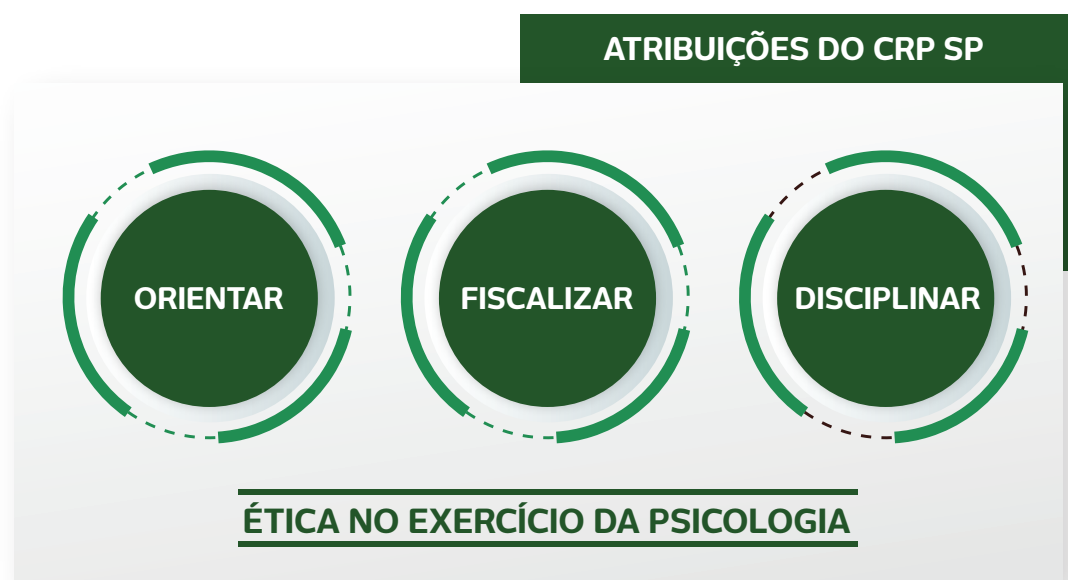 ATRIBUIÇÕES DO CRP SP
ORIENTAR
FISCALIZAR
DISCIPLINAR
ÉTICA NO EXERCÍCIO DA PSICOLOGIA